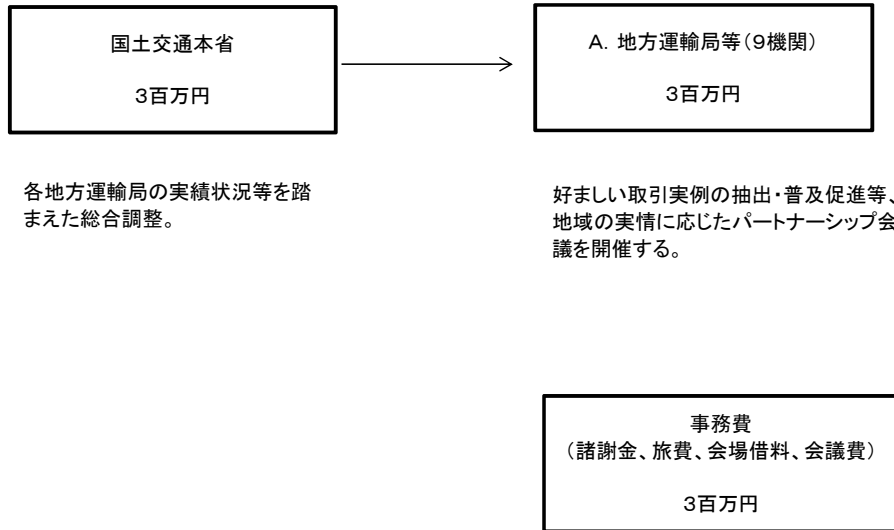 国土交通本省
3百万円
A. 地方運輸局等(9機関)
3百万円
各地方運輸局の実績状況等を踏
まえた総合調整。
好ましい取引実例の抽出・普及促進等、
地域の実情に応じたパートナーシップ会
議を開催する。
事務費
(諸謝金、旅費、会場借料、会議費)
3百万円